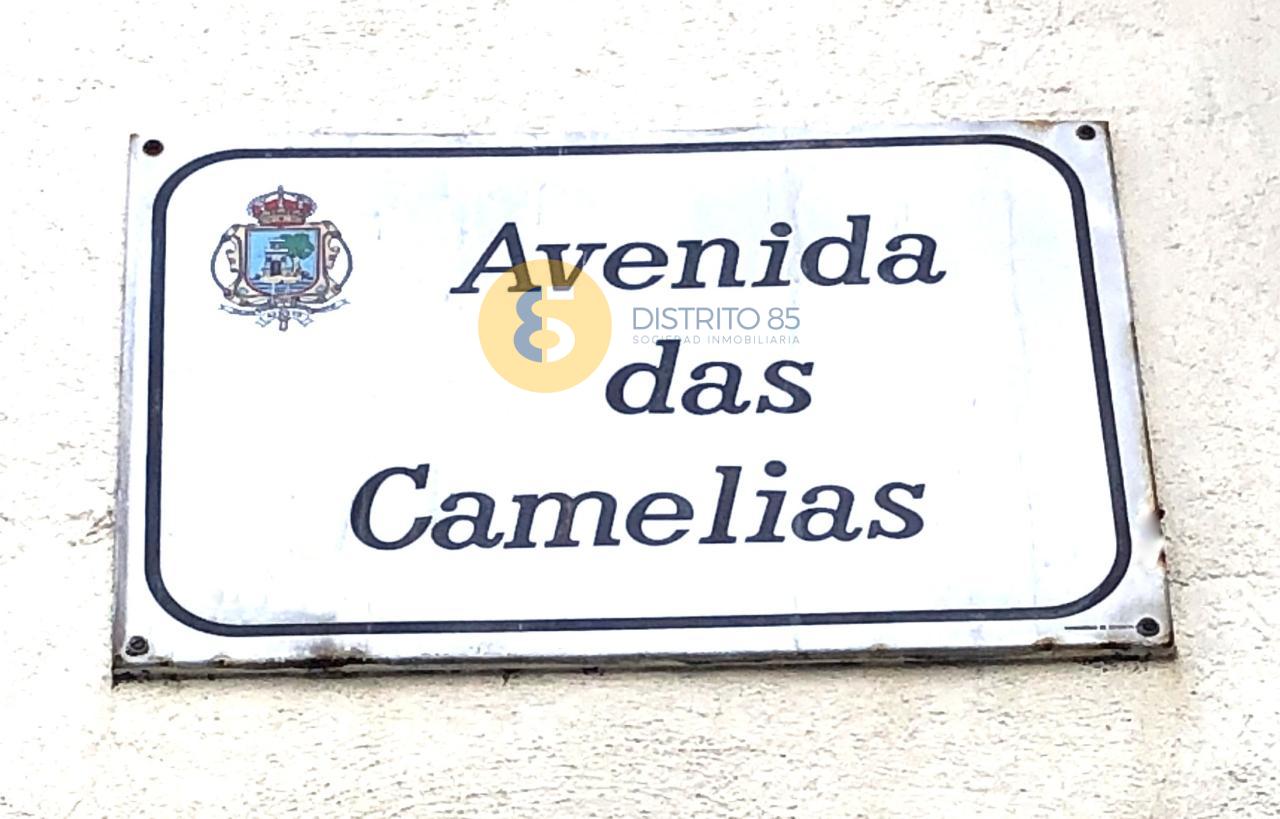 Avenida
DISTRITO 85
SOCIEDAD INMOBILIARIA
das
Camelias